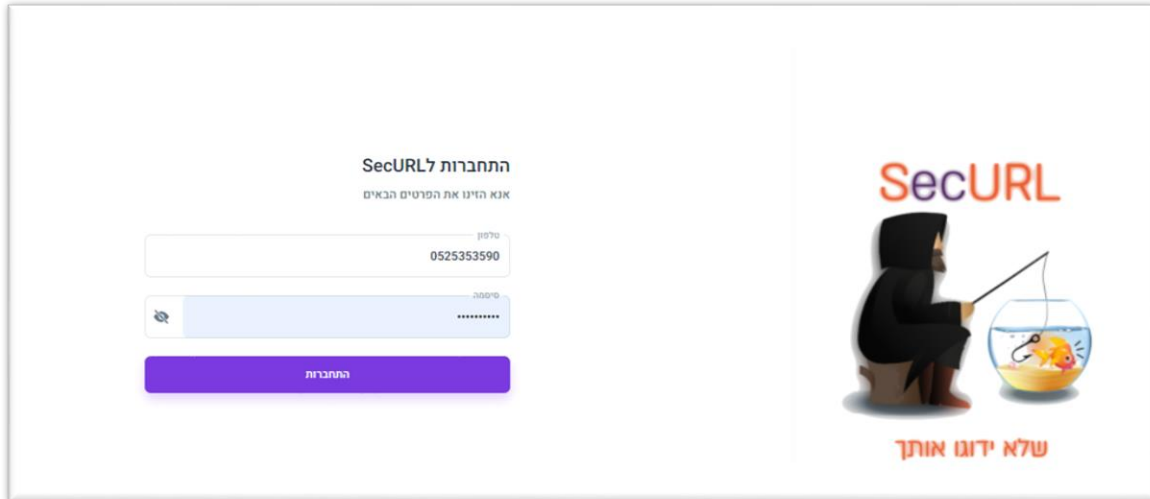 SecURL
שלא ידוגו אותך
התחברות לSecURL
אנא הזינו את הפרטים הבאים
טלפון
0525353590
סיסמה
••••••••••
התחברות